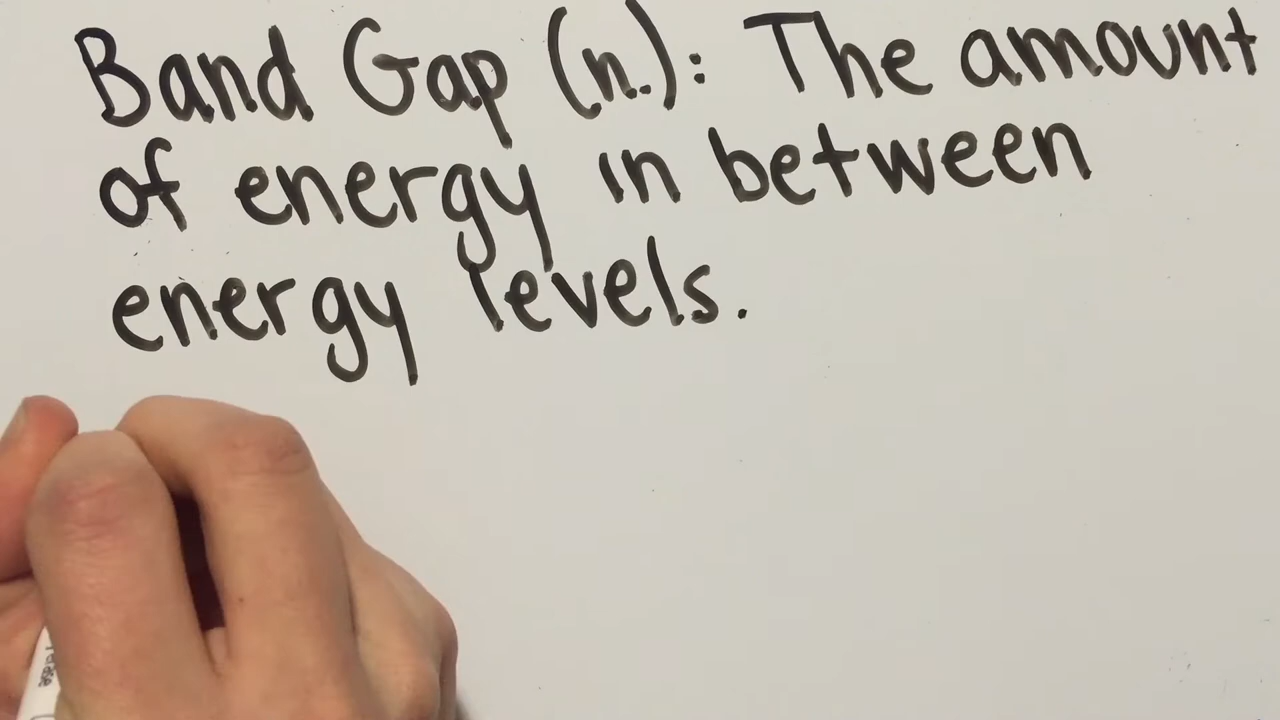 Band Gap (n.): The amount
of energy in between
energy levels.